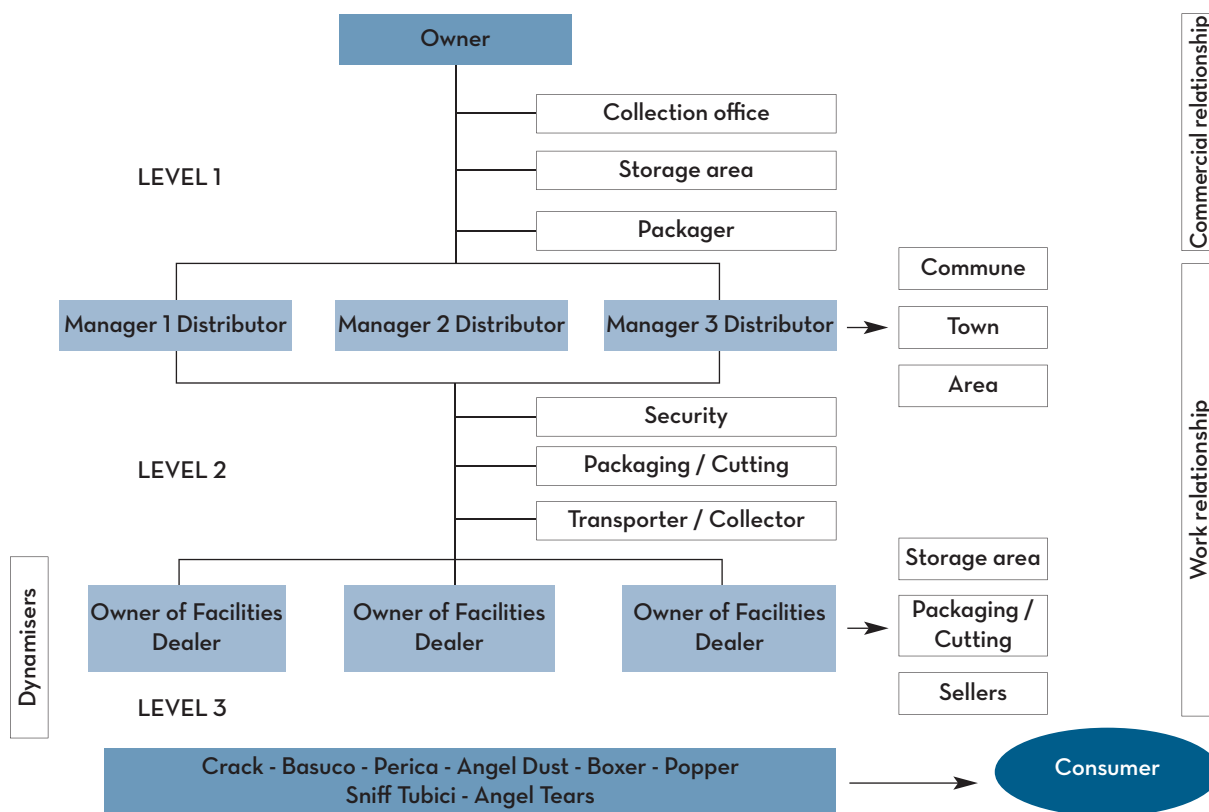 Owner
Commercial relationship
Collection office
LEVEL 1
Storage area
Packager
Commune
Manager 1 Distributor
Manager 2 Distributor
Manager 3 Distributor
Town
Area
Work relationship
Security
LEVEL 2
Packaging / Cutting
Transporter / Collector
Storage area
Dynamisers
Owner of Facilities
Dealer
Owner of Facilities
Dealer
Owner of Facilities
Dealer
Packaging /
Cutting
Sellers
LEVEL 3
Crack - Basuco - Perica - Angel Dust - Boxer - Popper
Sniff Tubici - Angel Tears
Consumer